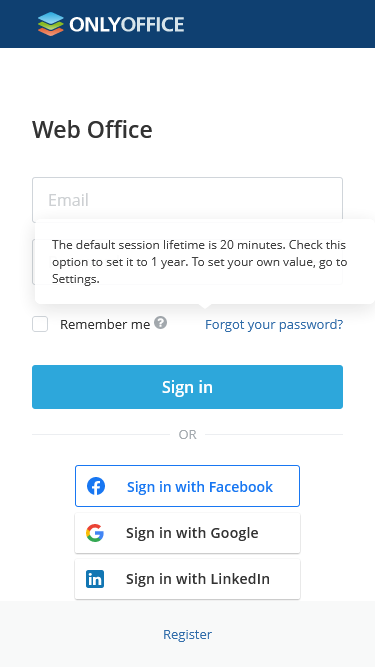 ONLYOFFICE
Web Office
Email
The default session lifetime is 20 minutes. Check this
option to set it to 1 year. To set your own value, go to
Settings.
Remember me ?
Forgot your password?
Sign in
OR
Sign in with Facebook
Sign in with Google
in Sign in with LinkedIn
Register